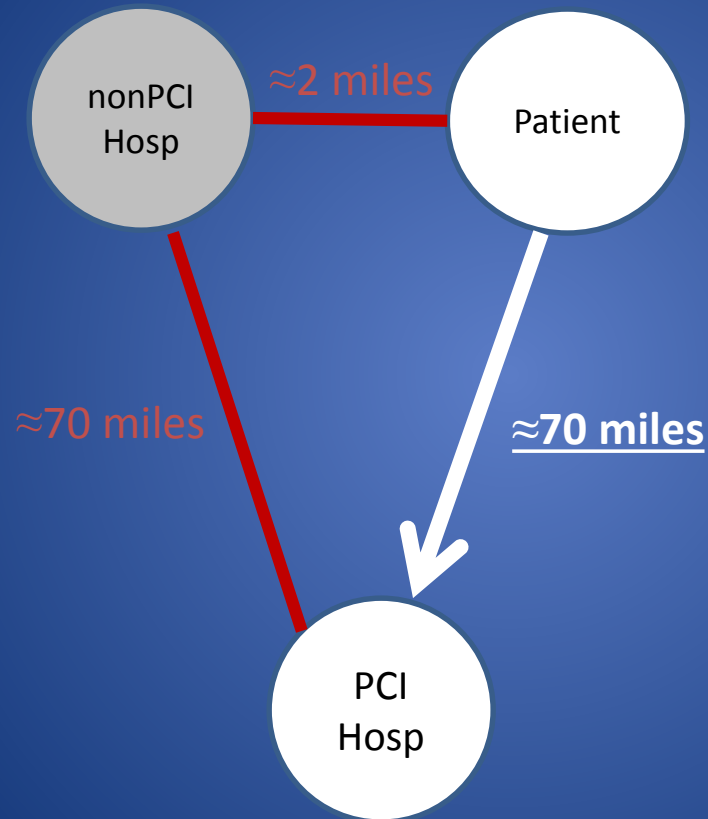 nonPCI
Hosp
≈2 miles
Patient
≈70 miles
≈70 miles
PCI
Hosp